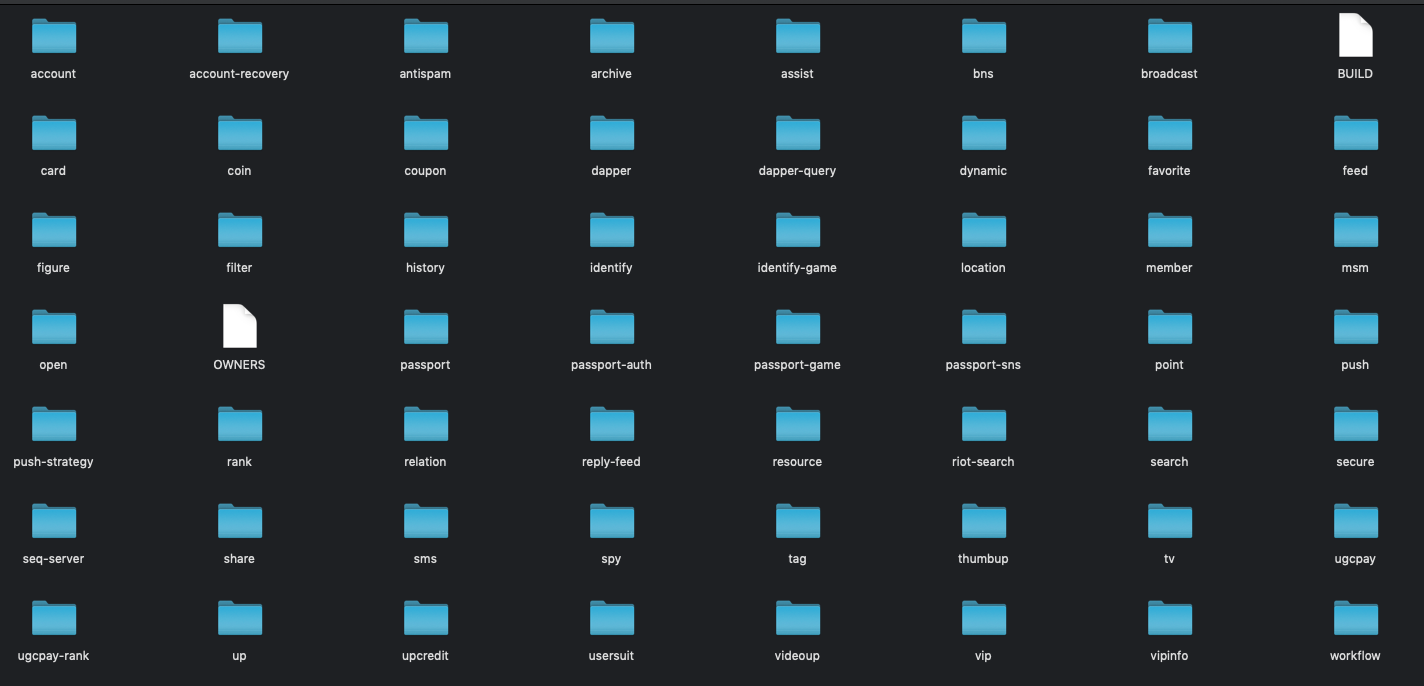 account account-recovery antispam archive assist bns broadcast BUILD
card coin coupon dapper dapper-query dynamic favorite feed
figure filter history identify identify-game location member msm
open OWNERS passport passport-auth passport-game passport-sns point push
push-strategy rank relation reply-feed resource riot-search search secure
seq-server share sms spy tag thumbup tv ugcpay
ugcpay-rank up upcredit usersuit videoup vip vipinfo workflow